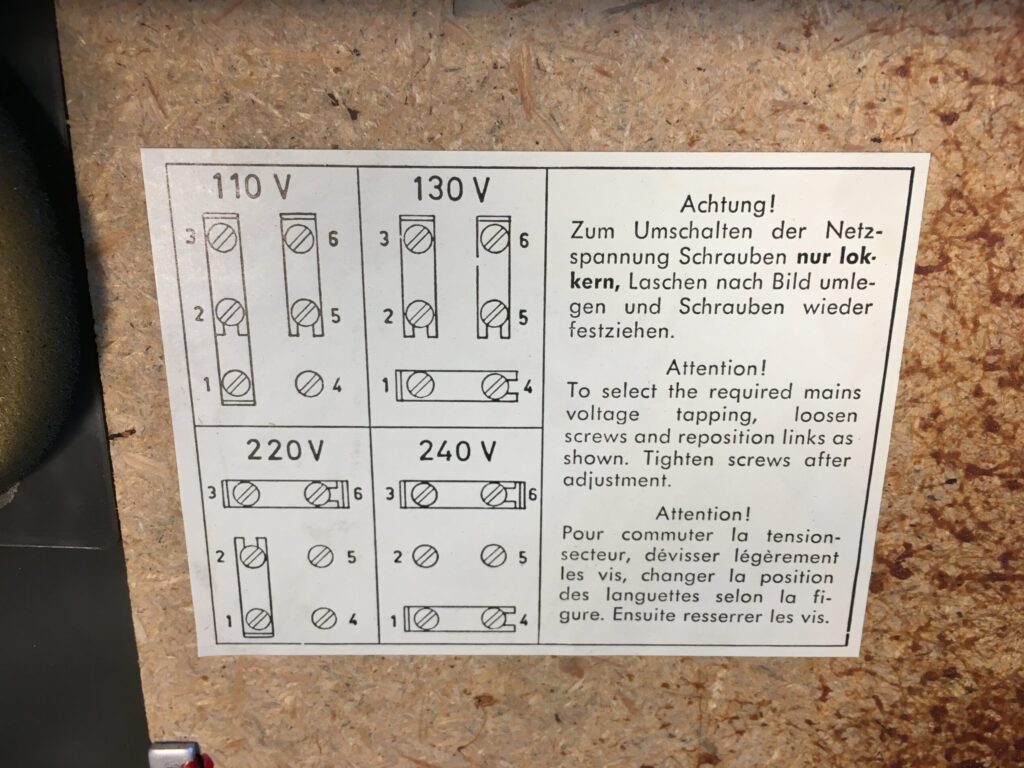 110 V
3 6
2 5
1 4
130 V
3 6
2 5
1 4
220 V
3 6
2 5
1 4
240 V
3 6
2 5
1 4
Achtung!
Zum Umschalten der Netz-
spannung Schrauben nur lok-
kern, Laschen nach Bild umle-
gen und Schrauben wieder
festziehen.
Attention!
To select the required mains
voltage tapping, loosen
screws and reposition links as
shown. Tighten screws after
adjustment.
Attention!
Pour commuter la tension-
secteur, dévisser légèrement
les vis, changer la position
des languettes selon la fi-
gure. Ensuite resserrer les vis.